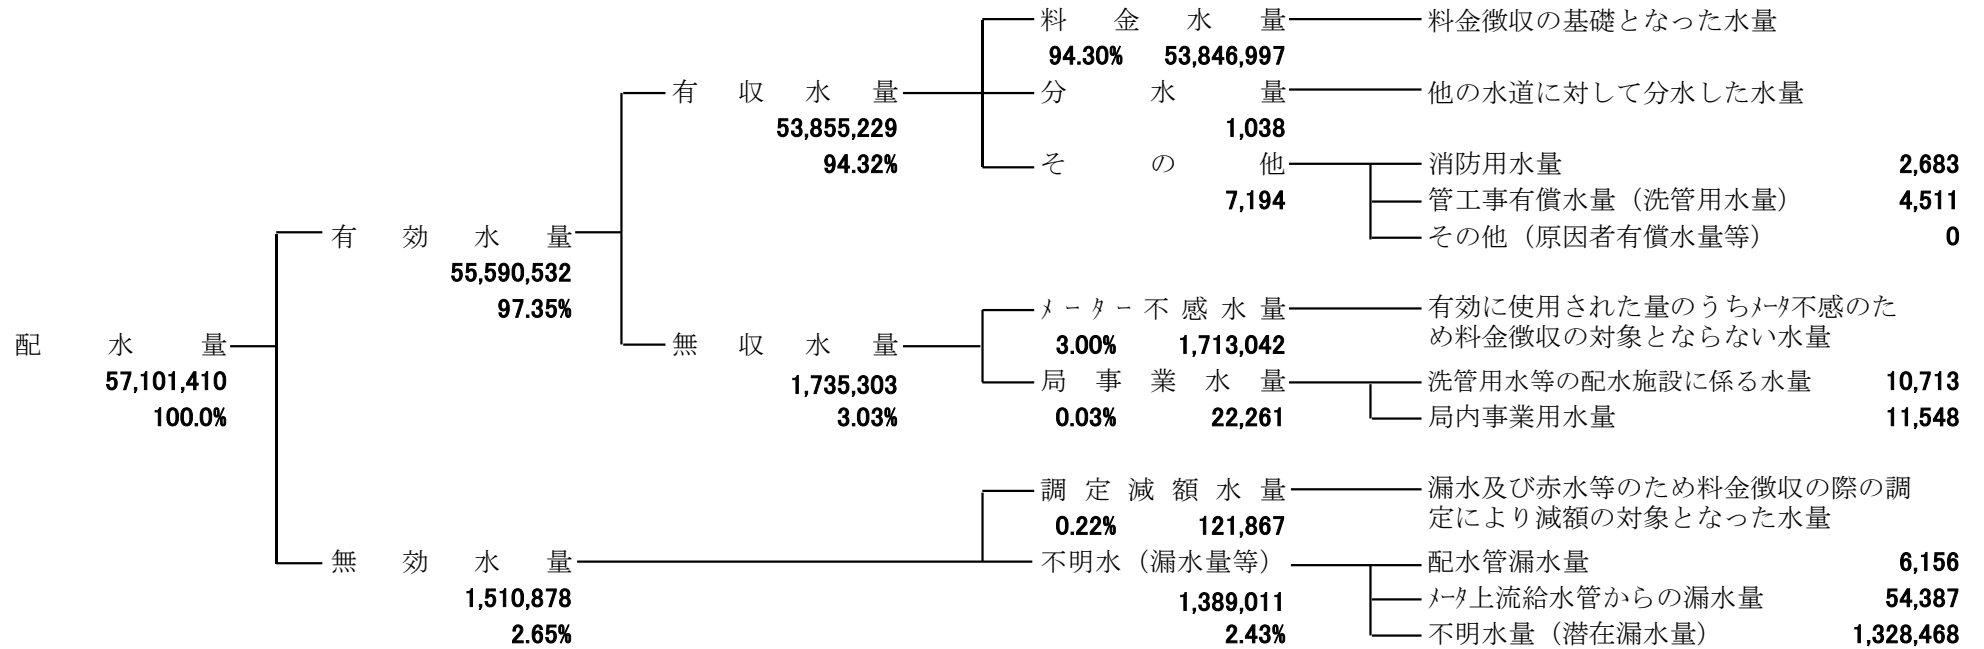 料金水量 料金徴収の基礎となった水量
94.30% 53,846,997
有収水量 分水量 他の水道に対して分水した水量
53,855,229 1,038
94.32% その他 消防用水量 2,683
7,194 管工事有償水量（洗管用水量） 4,511
有効水量 その他（原因者有償水量等） 0
55,590,532
97.35% メーター不感水量 有効に使用された量のうちﾒｰﾀ不感のた
配水量 無収水量 3.00% 1,713,042 め料金徴収の対象とならない水量
57,101,410 1,735,303 局事業水量 洗管用水等の配水施設に係る水量 10,713
100.0% 3.03% 0.03% 22,261 局内事業用水量 11,548
調定減額水量 漏水及び赤水等のため料金徴収の際の調
0.22% 121,867 定により減額の対象となった水量
無効水量 不明水（漏水量等） 配水管漏水量 6,156
1,510,878 1,389,011 ﾒｰﾀ上流給水管からの漏水量 54,387
2.65% 2.43% 不明水量（潜在漏水量） 1,328,468